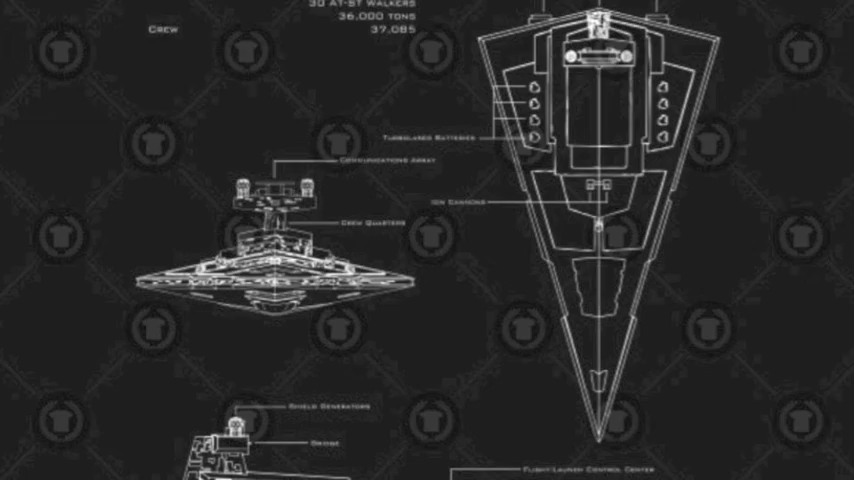 30 AT-ST WALKERS
36,000 TONS
CREW 37,085
TURBOLASER BATTERIES
COMMUNICATIONS ARRAY
ION CANNONS
CREW QUARTERS
SHIELD GENERATORS
BRIDGE
FLIGHT/LAUNCH CONTROL CENTER